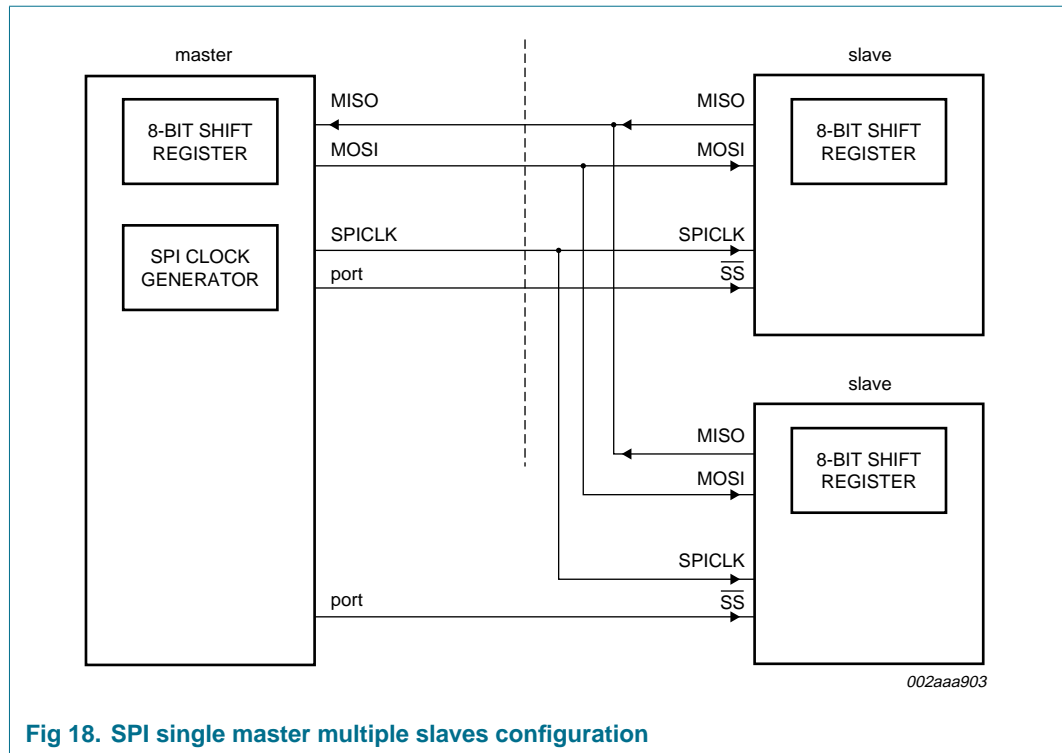 master
slave
MISO
MISO
8-BIT SHIFT
REGISTER
8-BIT SHIFT
REGISTER
MOSI
MOSI
SPICLK
SPICLK
SPI CLOCK
GENERATOR
port
SS
slave
MISO
8-BIT SHIFT
REGISTER
MOSI
SPICLK
port
SS
002aaa903
Fig 18. SPI single master multiple slaves configuration